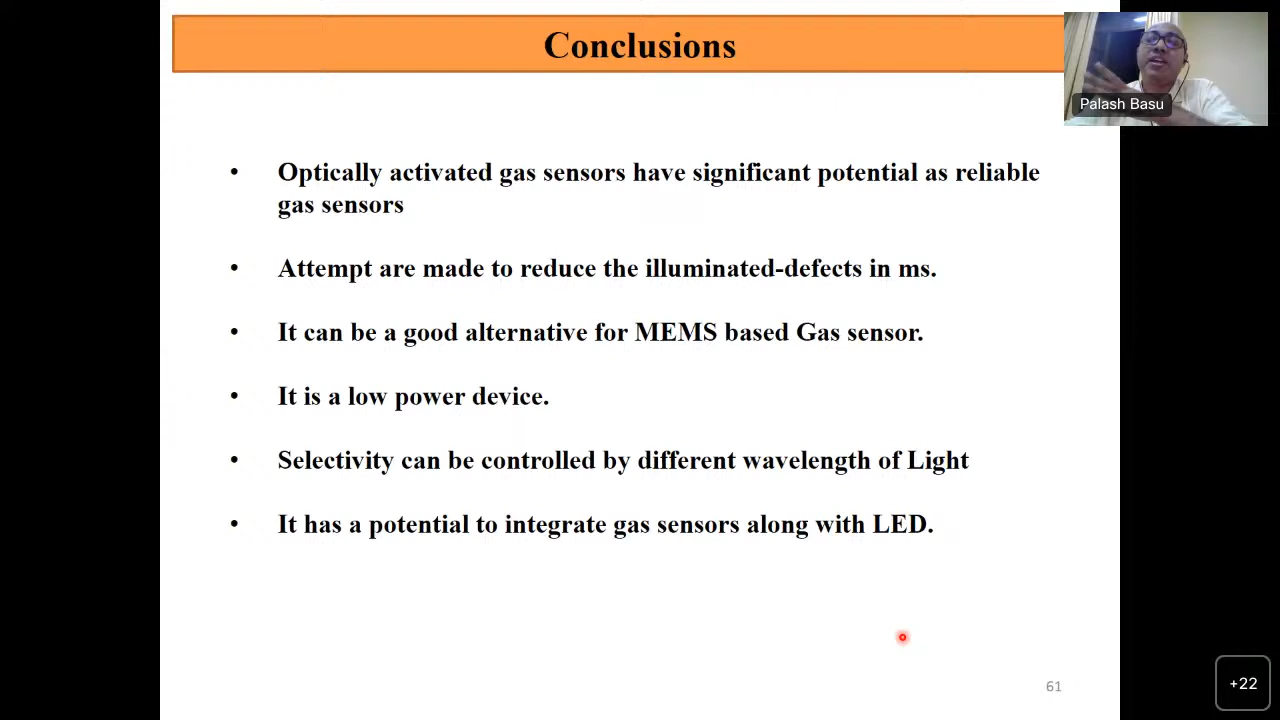 Conclusions
Palash Basu
• Optically activated gas sensors have significant potential as reliable
gas sensors
• Attempt are made to reduce the illuminated-defects in ms.
• It can be a good alternative for MEMS based Gas sensor.
• It is a low power device.
• Selectivity can be controlled by different wavelength of Light
• It has a potential to integrate gas sensors along with LED.
61
+22